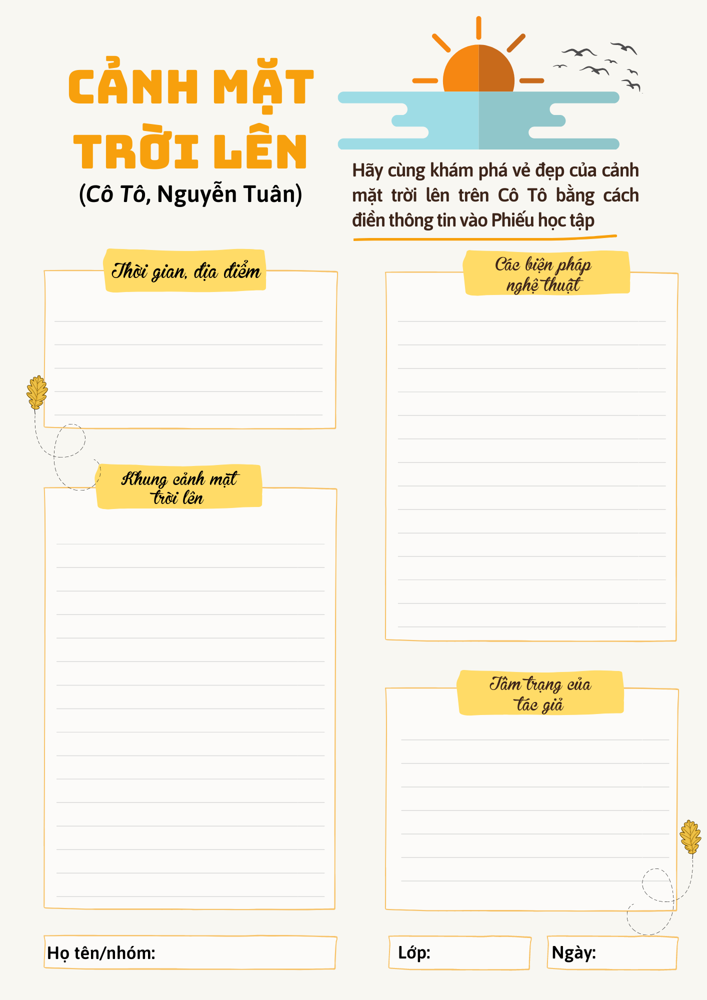 CẢNH MẶT
TRỜI LÊN
(Cô Tô, Nguyễn Tuân)
Hãy cùng khám phá vẻ đẹp của cảnh
mặt trời lên trên Cô Tô bằng cách
điền thông tin vào Phiếu học tập
Thời gian, địa điểm
Khung cảnh mặt
trời lên
Các biện pháp
nghệ thuật
Tâm trạng của
tác giả
Họ tên/nhóm:
Lớp:
Ngày: